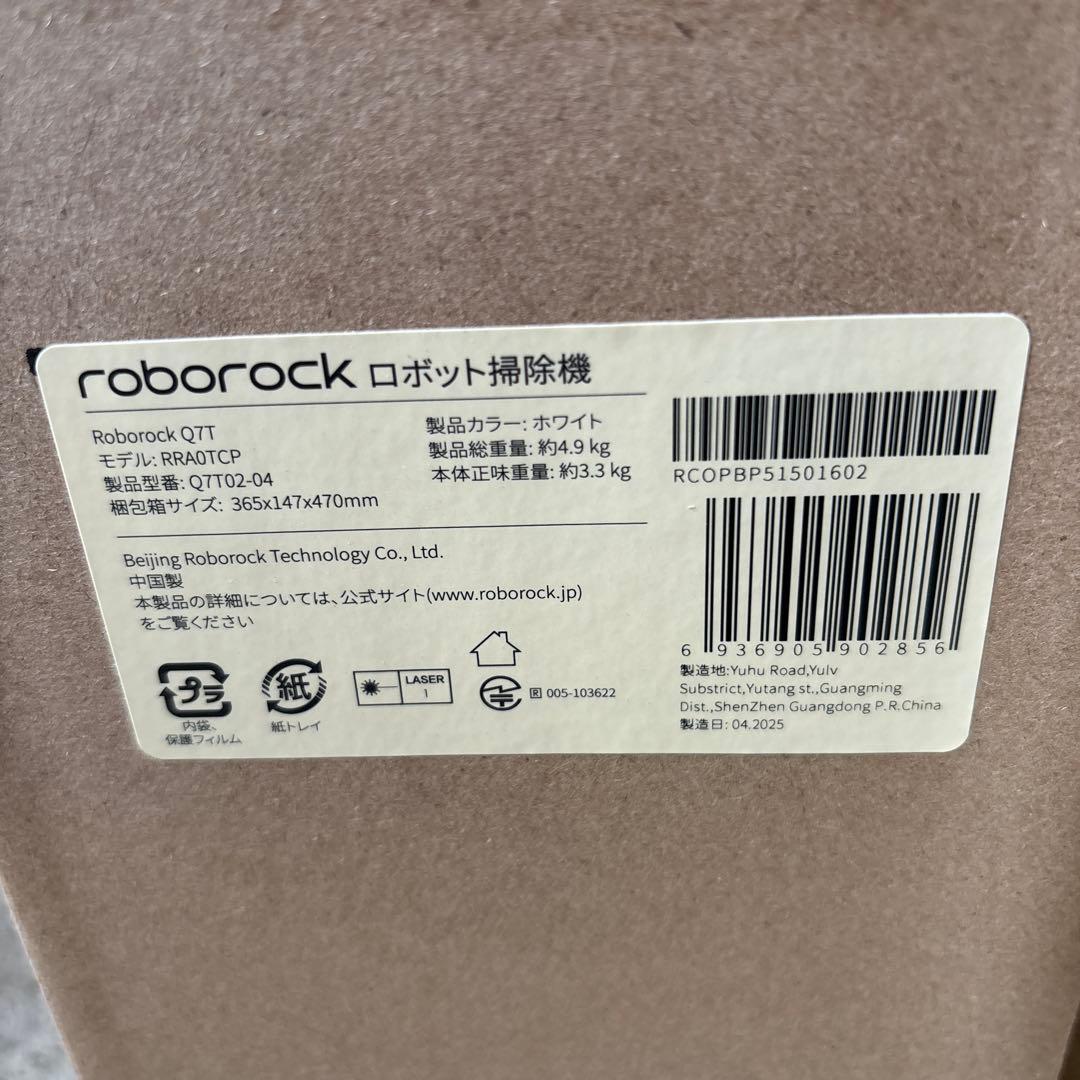 roborock ロボット掃除機
Roborock Q7T
モデル: RRA0TCP
製品型番: Q7T02-04
梱包箱サイズ: 365x147x470mm
製品カラー: ホワイト
製品総重量: 約4.9 kg
本体正味重量: 約3.3 kg
Beijing Roborock Technology Co., Ltd.
中国製
本製品の詳細については、公式サイト(www.roborock.jp)
をご覧ください
プラ
内袋、
保護フィルム
紙
紙トレイ
LASER
1
R 005-103622
RCOPBP51501602
6 936905 902856
製造地:Yuhu Road,Yulv
Substrict,Yutang st.,Guangming
Dist.,ShenZhen Guangdong P.R.China
製造日: 04.2025